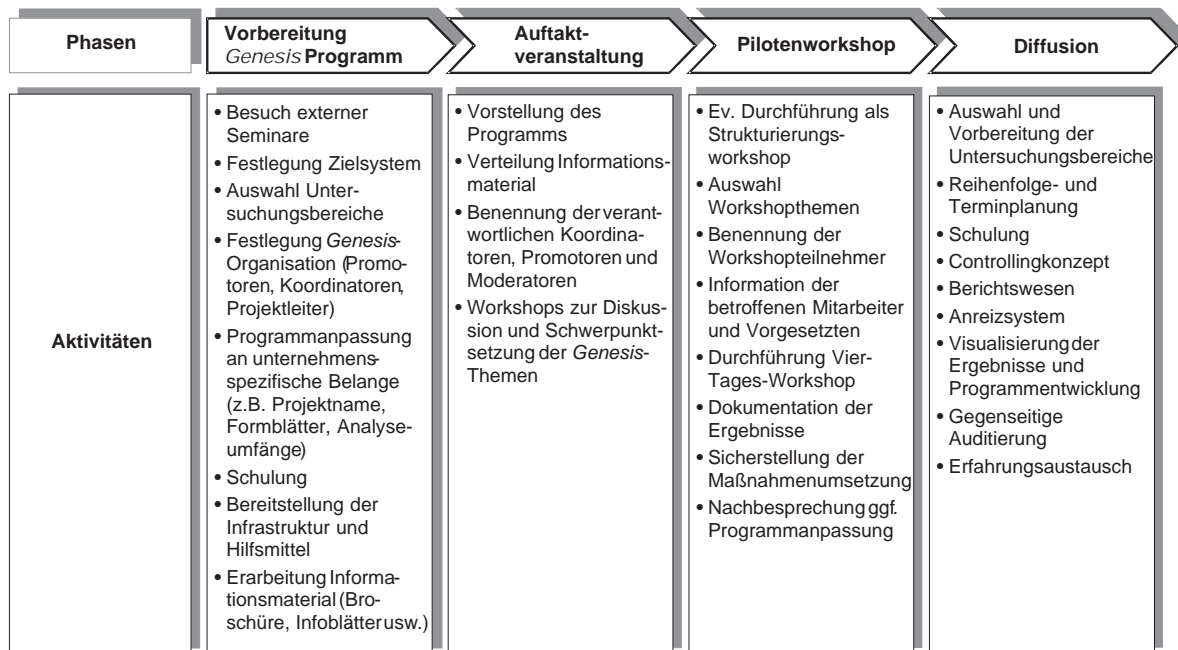 Phasen
Vorbereitung
Genesis Programm
Auftakt-
veranstaltung
Pilotenworkshop
Diffusion
Aktivitäten
• Besuch externer
Seminare
• Festlegung Zielsystem
• Auswahl Unter-
suchungsbereiche
• Festlegung Genesis-
Organisation (Promo-
toren, Koordinatoren,
Projektleiter)
• Programmanpassung
an unternehmens-
spezifische Belange
(z.B. Projektname,
Formblätter, Analyse-
umfänge)
• Schulung
• Bereitstellung der
Infrastruktur und
Hilfsmittel
• Erarbeitung Informa-
tionsmaterial (Bro-
schüre, Infoblätter usw.)
• Vorstellung des
Programms
• Verteilung Informations-
material
• Benennung der verant-
wortlichen Koordina-
toren, Promotoren und
Moderatoren
• Workshops zur Diskus-
sion und Schwerpunkt-
setzung der Genesis-
Themen
• Ev. Durchführung als
Strukturierungs-
workshop
• Auswahl
Workshopthemen
• Benennung der
Workshopteilnehmer
• Information der
betroffenen Mitarbeiter
und Vorgesetzten
• Durchführung Vier-
Tages-Workshop
• Dokumentation der
Ergebnisse
• Sicherstellung der
Maßnahmenumsetzung
• Nachbesprechung ggf.
Programmanpassung
• Auswahl und
Vorbereitung der
Untersuchungsbereiche
• Reihenfolge- und
Terminplanung
• Schulung
• Controllingkonzept
• Berichtswesen
• Anreizsystem
• Visualisierung der
Ergebnisse und
Programmentwicklung
• Gegenseitige
Auditierung
• Erfahrungsaustausch